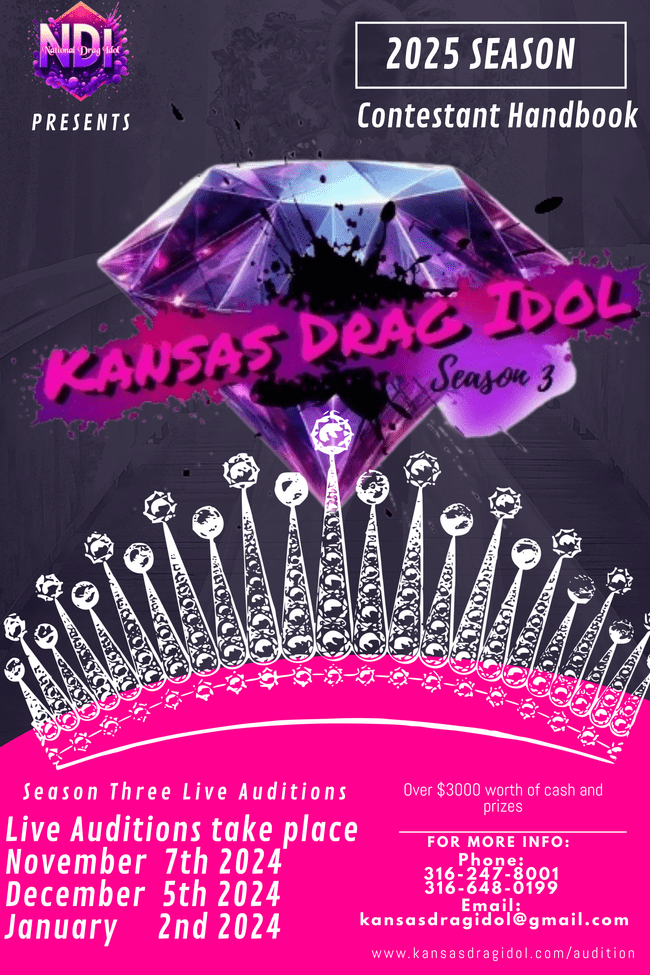 NDI
National Drag Idol
PRESENTS
2025 SEASON
Contestant Handbook
KANSAS DRAG IDOL
Season 3
Season Three Live Auditions
Live Auditions take place
November 7th 2024
December 5th 2024
January 2nd 2024
Over $3000 worth of cash and
prizes
FOR MORE INFO:
Phone:
316-247-8001
316-648-0199
Email:
kansasdragidol@gmail.com
www.kansasdragidol.com/audition